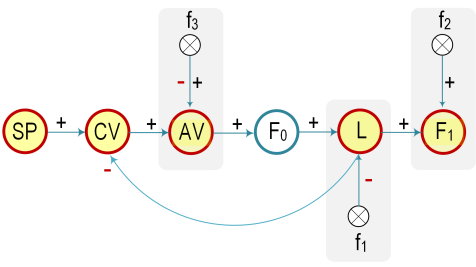 f3
f2
- +
+
SP + CV + AV + F0 + L + F1
-
-
f1